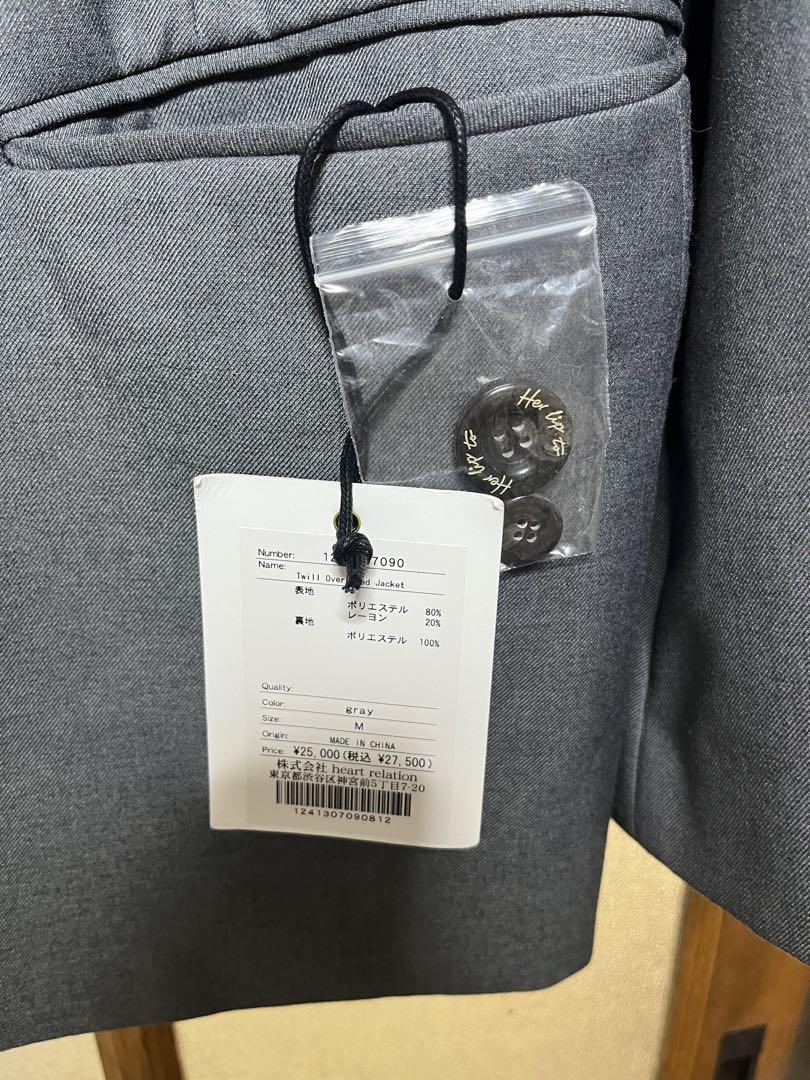 Her lip to
Her lip to
Number: 7090
Name:
Twill Jacket
表地
ポリエステル 80%
レーヨン 20%
裏地
ポリエステル 100%
Quality:
Color: gray
Size: M
Origin: MADE IN CHINA
Price: ¥25,000(税込 ¥27,500)
株式会社 heart relation
東京都渋谷区神宮前5丁目7-20
1241307090812